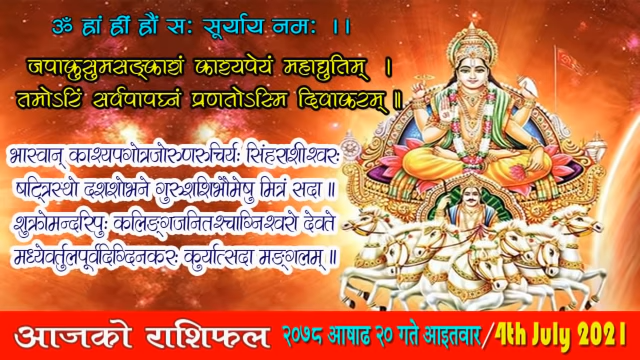 ॐ ह्रां ह्रीं ह्रौं सः सूर्याय नमः ।।
जपाकुसुमसङ्काशं काश्यपेयं महाद्युतिम् ।
तमोऽरिं सर्वपापघ्नं प्रणतोऽस्मि दिवाकरम् ॥
भास्वान् काश्यपगोत्रजोरुणरुचिर्यः सिंहराशीश्वरः
षट्त्रिस्थो दशशोभने गुरुशशिभौमेषु मित्रं सदा ॥
शुक्रोमन्दरिपुः कलिङ्गजनितश्चाग्निश्वरो देवते
मध्येवर्तुलपूर्वदिग्दिनकरः कुर्यात्सदा मङ्गलम् ॥
आजको राशिफल २०७८ आषाढ २० गते आइतवार/4th July 2021